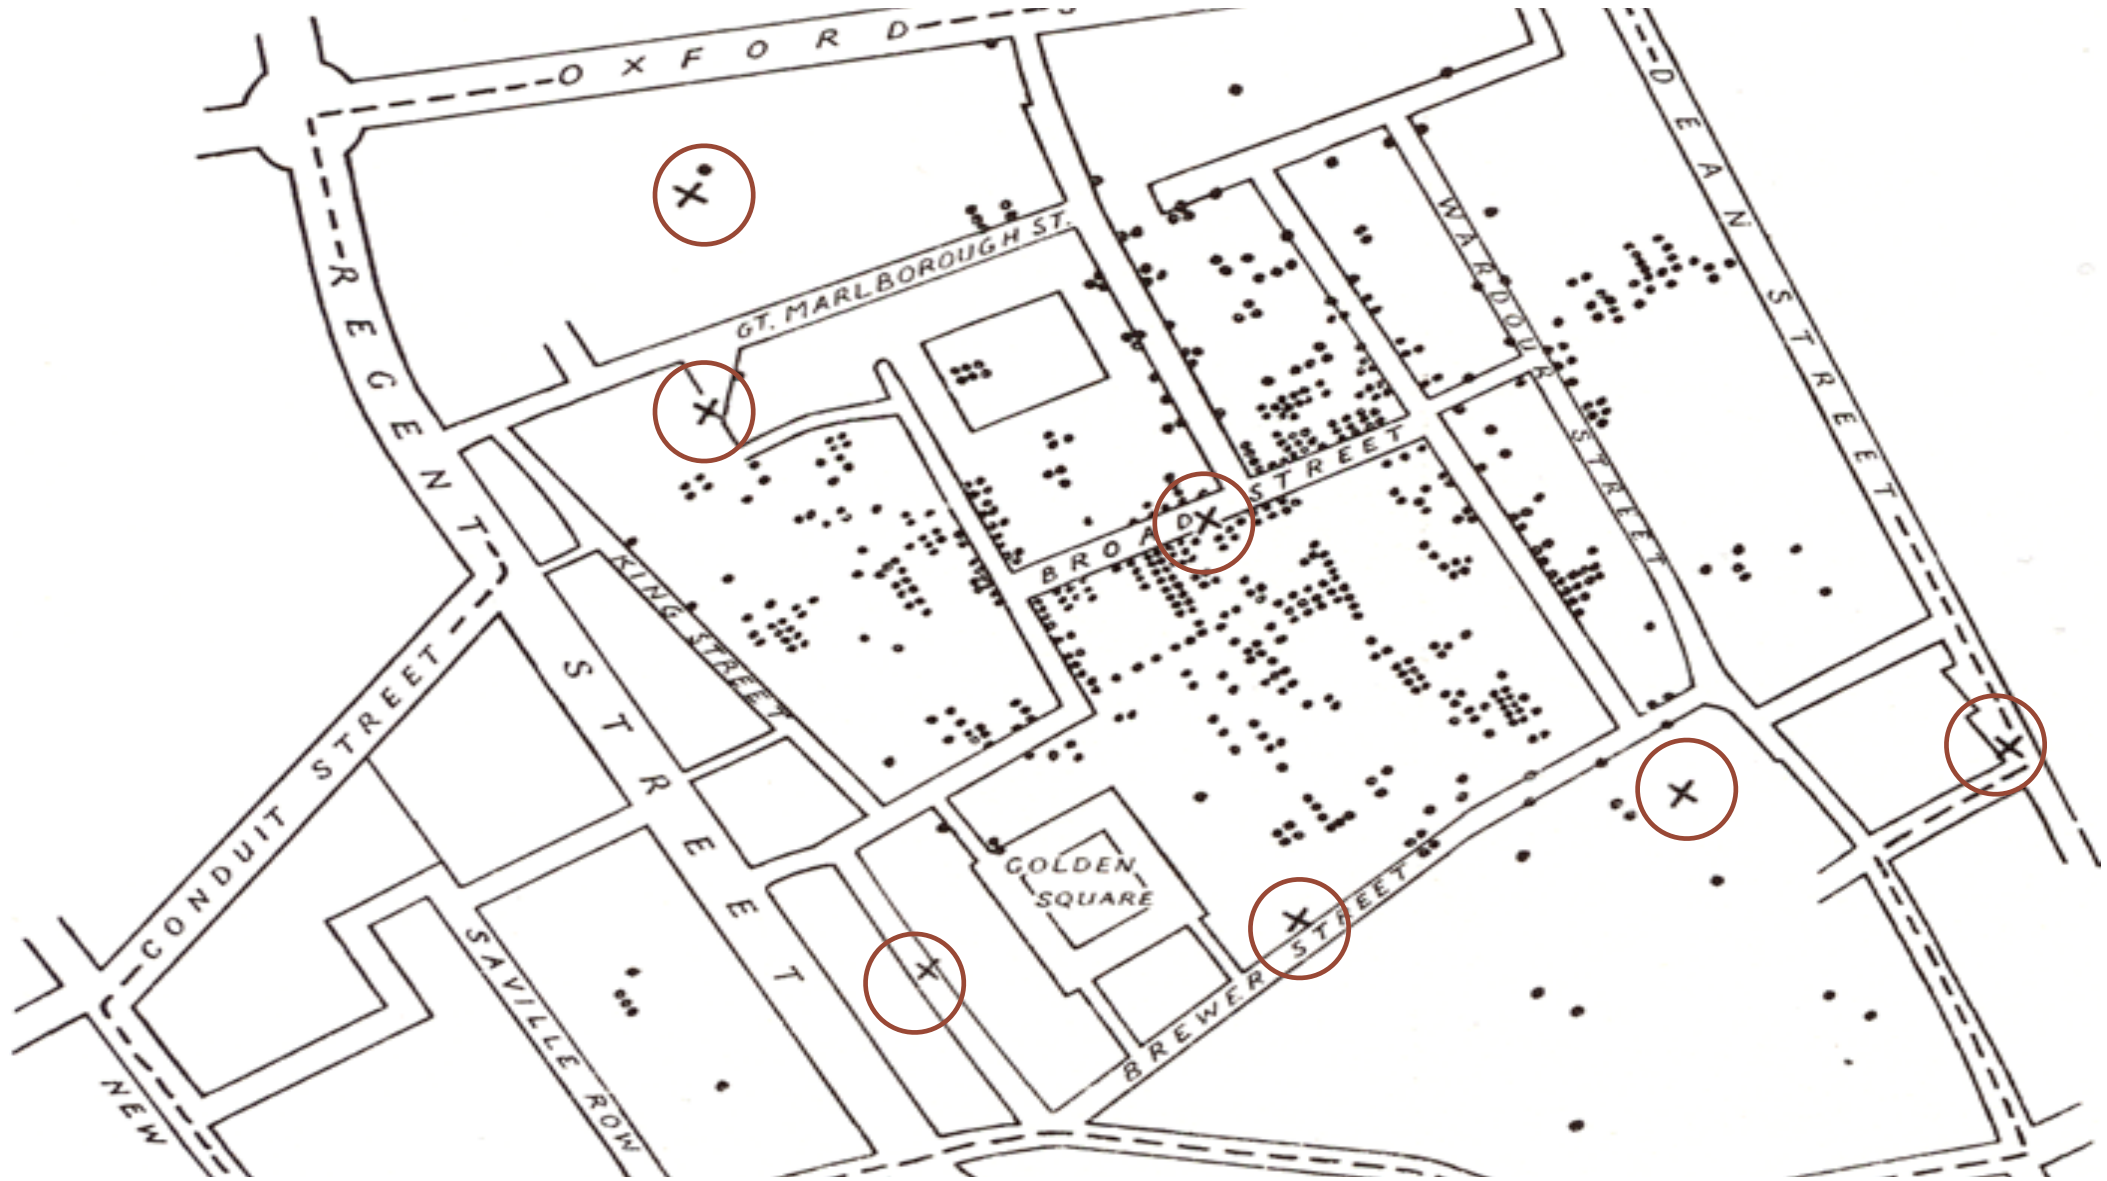 OXFORD
DEAN STREET
REGENT STREET
GT. MARLBOROUGH ST.
WARDOUR STREET
BROAD STREET
KING STREET
CONDUIT STREET
GOLDEN
SQUARE
BREWER STREET
SAVILLE ROW
NEW